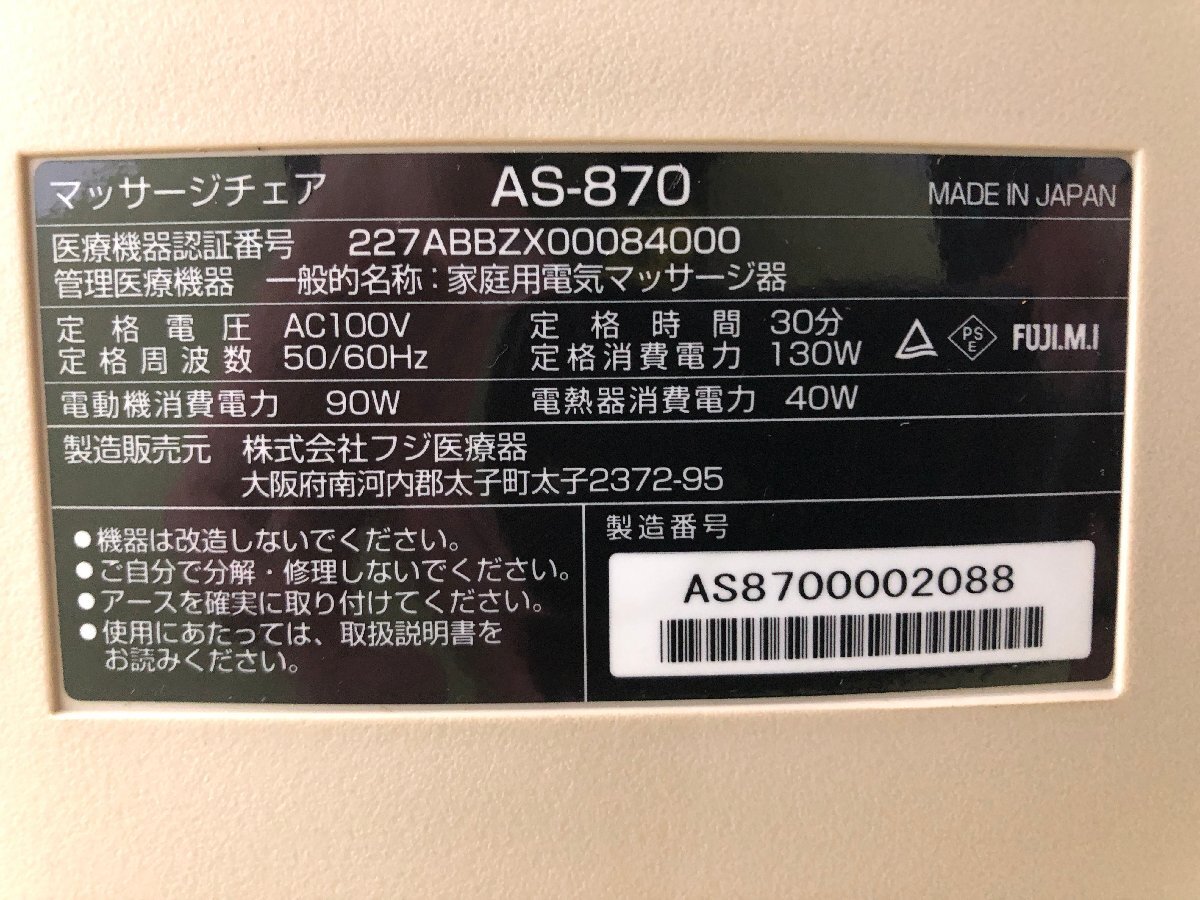 マッサージチェア AS-870 MADE IN JAPAN
医療機器認証番号 227ABBZX00084000
管理医療機器 一般的名称：家庭用電気マッサージ器
定格電圧 AC100V 定格時間 30分
定格周波数 50/60Hz 定格消費電力 130W
PS E FUJI.M.I
電動機消費電力 90W 電熱器消費電力 40W
製造販売元 株式会社フジ医療器
大阪府南河内郡太子町太子2372-95
●機器は改造しないでください。
●ご自分で分解・修理しないでください。
●アースを確実に取り付けてください。
●使用にあたっては、取扱説明書を
お読みください。
製造番号
AS8700002088